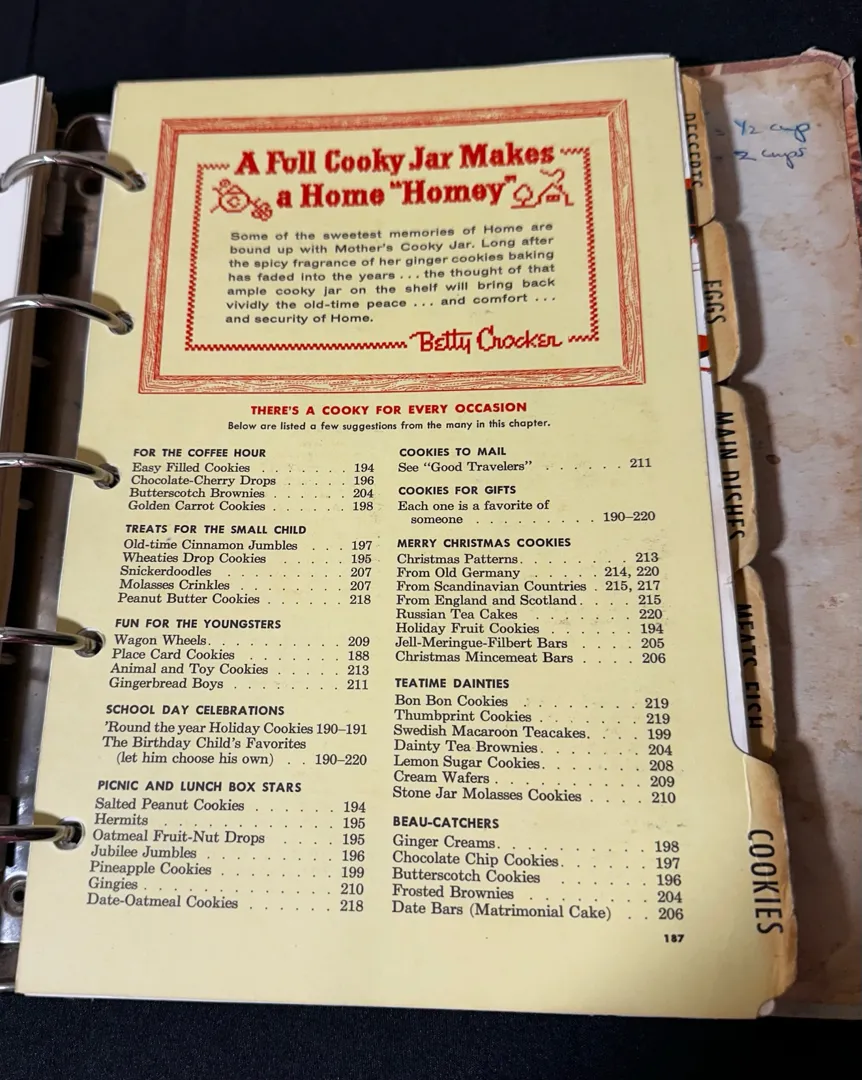 A Full Cooky Jar Makes
a Home "Homey"
Some of the sweetest memories of Home are
bound up with Mother's Cooky Jar. Long after
the spicy fragrance of her ginger cookies baking
has faded into the years ... the thought of that
ample cooky jar on the shelf will bring back
vividly the old-time peace ... and comfort ...
and security of Home.
Betty Crocker
THERE'S A COOKY FOR EVERY OCCASION
Below are listed a few suggestions from the many in this chapter.
FOR THE COFFEE HOUR
Easy Filled Cookies . . . . . . . 194
Chocolate-Cherry Drops . . . . . 196
Butterscotch Brownies . . . . . . 204
Golden Carrot Cookies . . . . . . 198
TREATS FOR THE SMALL CHILD
Old-time Cinnamon Jumbles . . . 197
Wheaties Drop Cookies . . . . . 195
Snickerdoodles . . . . . . . . . 207
Molasses Crinkles . . . . . . . . 207
Peanut Butter Cookies . . . . . . 218
FUN FOR THE YOUNGSTERS
Wagon Wheels. . . . . . . . . . 209
Place Card Cookies . . . . . . . 188
Animal and Toy Cookies . . . . . 213
Gingerbread Boys . . . . . . . . 211
SCHOOL DAY CELEBRATIONS
'Round the year Holiday Cookies 190–191
The Birthday Child's Favorites
(let him choose his own) . . 190–220
PICNIC AND LUNCH BOX STARS
Salted Peanut Cookies . . . . . . 194
Hermits . . . . . . . . . . . . 195
Oatmeal Fruit-Nut Drops . . . . 195
Jubilee Jumbles . . . . . . . . . 196
Pineapple Cookies . . . . . . . . 199
Gingies . . . . . . . . . . . . 210
Date-Oatmeal Cookies . . . . . . 218
COOKIES TO MAIL
See "Good Travelers" . . . . . . 211
COOKIES FOR GIFTS
Each one is a favorite of
someone . . . . . . . . . 190–220
MERRY CHRISTMAS COOKIES
Christmas Patterns. . . . . . . . 213
From Old Germany . . . . . 214, 220
From Scandinavian Countries . 215, 217
From England and Scotland. . . . 215
Russian Tea Cakes . . . . . . . 220
Holiday Fruit Cookies . . . . . . 194
Jell-Meringue-Filbert Bars . . . . 205
Christmas Mincemeat Bars . . . . 206
TEATIME DAINTIES
Bon Bon Cookies . . . . . . . . 219
Thumbprint Cookies . . . . . . . 219
Swedish Macaroon Teacakes. . . . 199
Dainty Tea Brownies. . . . . . . 204
Lemon Sugar Cookies. . . . . . . 208
Cream Wafers . . . . . . . . . . 209
Stone Jar Molasses Cookies . . . . 210
BEAU-CATCHERS
Ginger Creams. . . . . . . . . . 198
Chocolate Chip Cookies. . . . . . 197
Butterscotch Cookies . . . . . . 196
Frosted Brownies . . . . . . . . 204
Date Bars (Matrimonial Cake) . . 206
187
DESSERTS
EGGS
MAIN DISHES
MEATS FISH
COOKIES
= 1/2 cup
= 2 cups